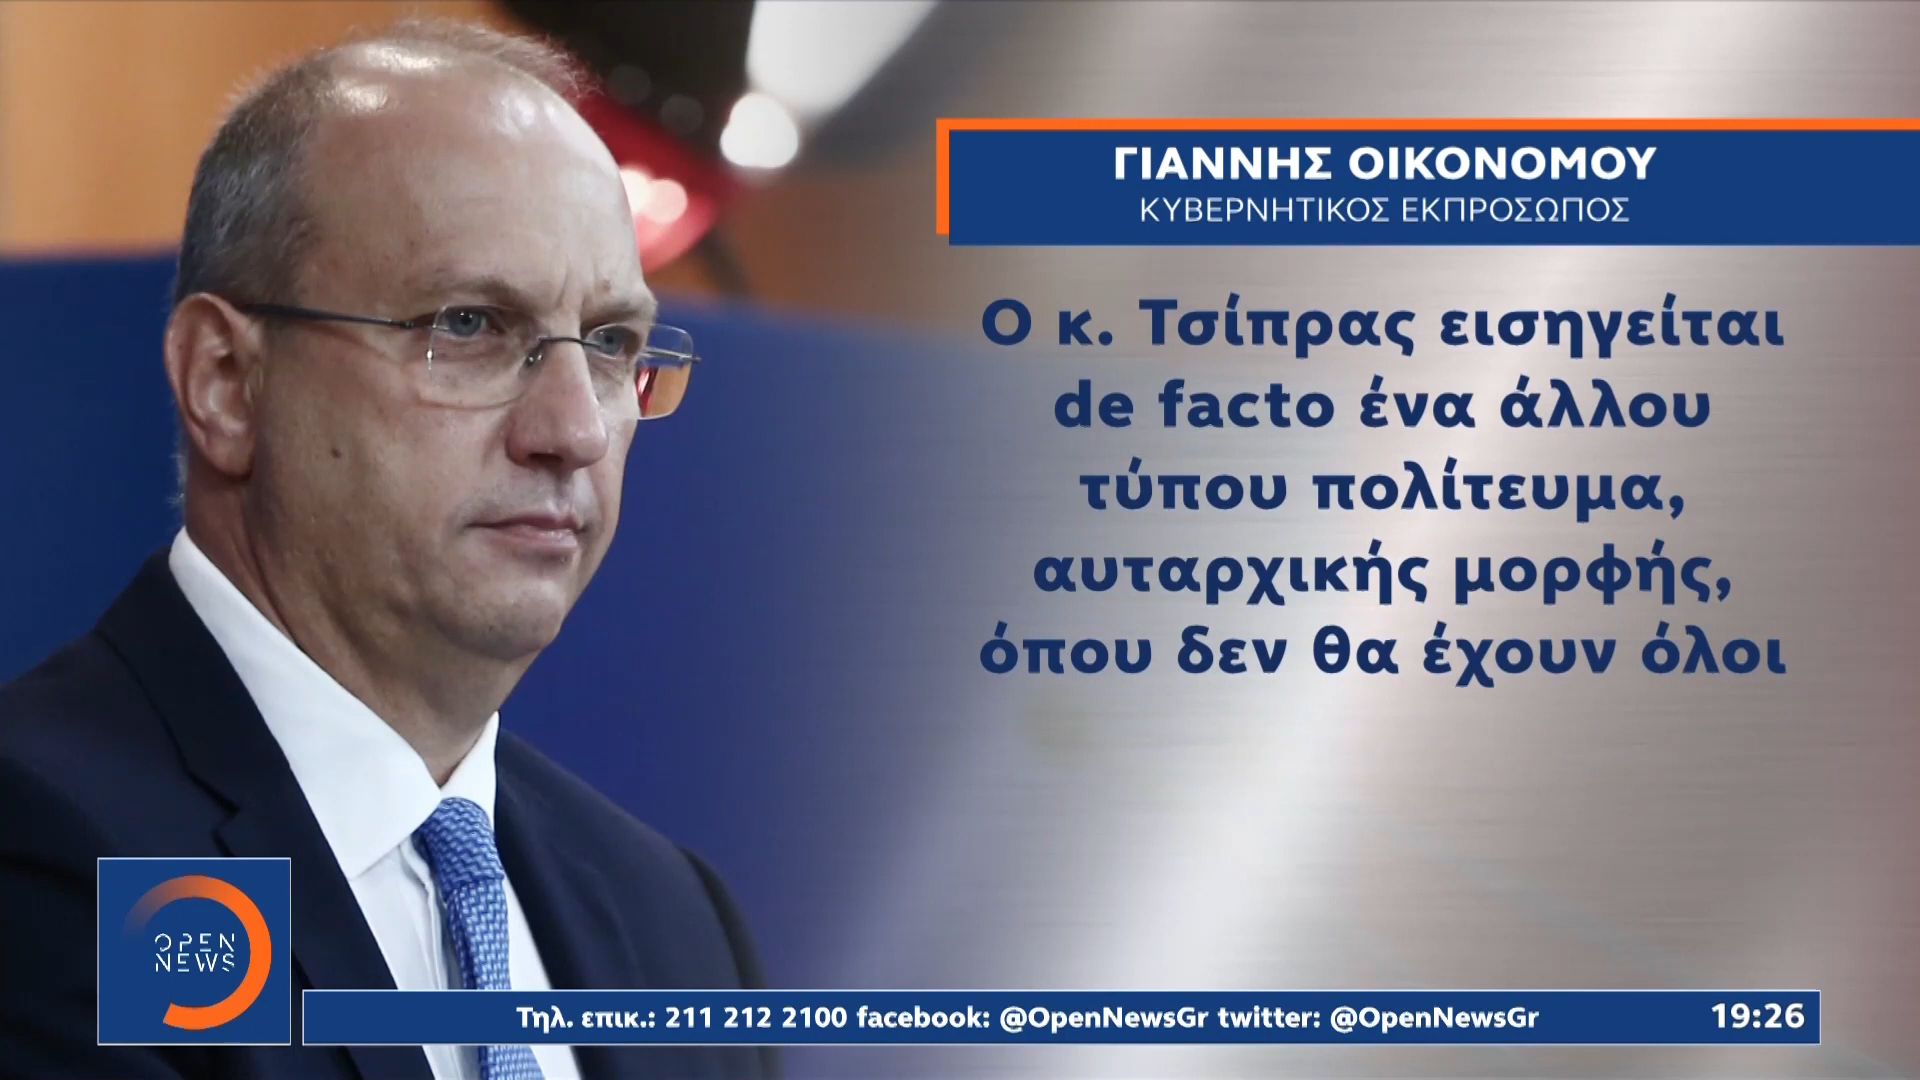 ΓΙΑΝΝΗΣ ΟΙΚΟΝΟΜΟΥ
ΚΥΒΕΡΝΗΤΙΚΟΣ ΕΚΠΡΟΣΩΠΟΣ
Ο κ. Τσίπρας εισηγείται
de facto ένα άλλου
τύπου πολίτευμα,
αυταρχικής μορφής,
όπου δεν θα έχουν όλοι
OPEN
NEWS
Τηλ. επικ.: 211 212 2100 facebook: @OpenNewsGr twitter: @OpenNewsGr
19:26